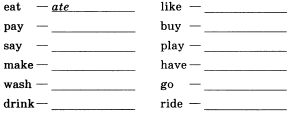 eat — ate
pay —
say —
make —
wash —
drink —
like —
buy —
play —
have —
go —
ride —